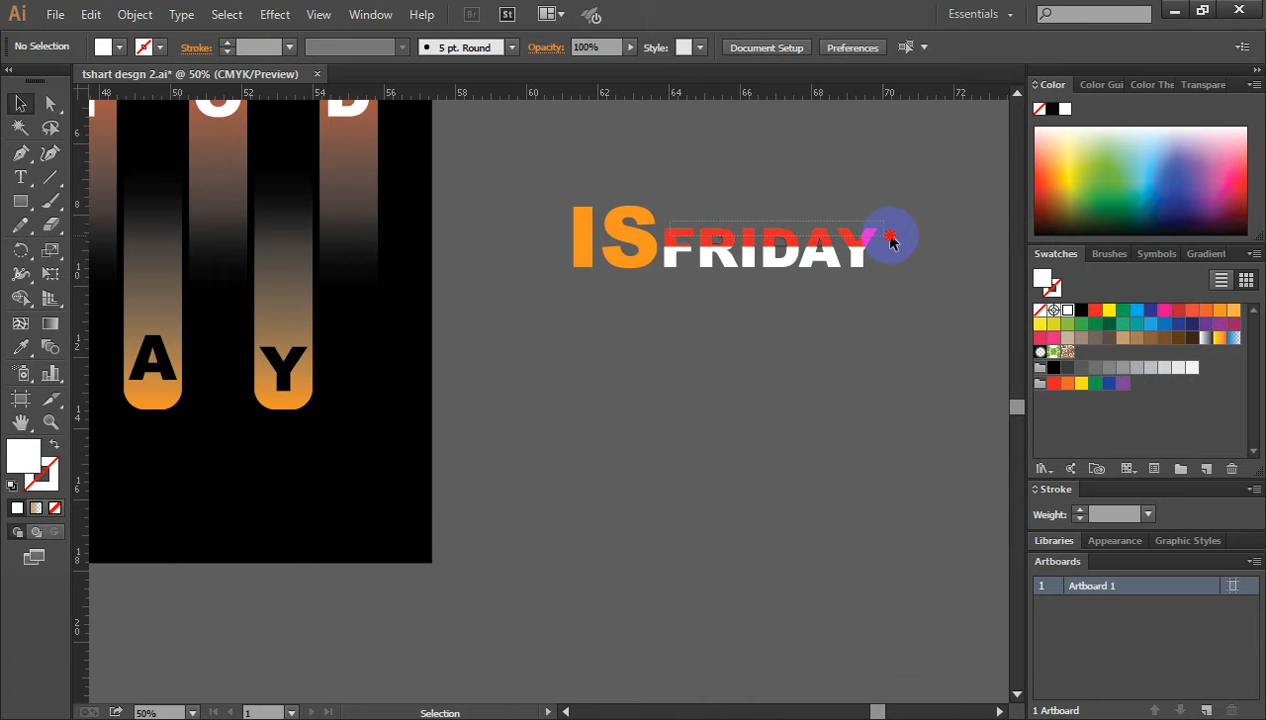 Ai File Edit Object Type Select Effect View Window Help Br St Essentials
No Selection Stroke: 5 pt. Round Opacity: 100% Style: Document Setup Preferences
tshart desgn 2.ai* @ 50% (CMYK/Preview) ×
48 50 52 54 56 58 60 62 64 66 68 70 72
Color Color Gui Color The Transpare
U D
IS FRIDAY
Swatches Brushes Symbols Gradient
A Y
Stroke
Weight:
Libraries Appearance Graphic Styles
Artboards
1 Artboard 1
50% 1 Selection 1 Artboard